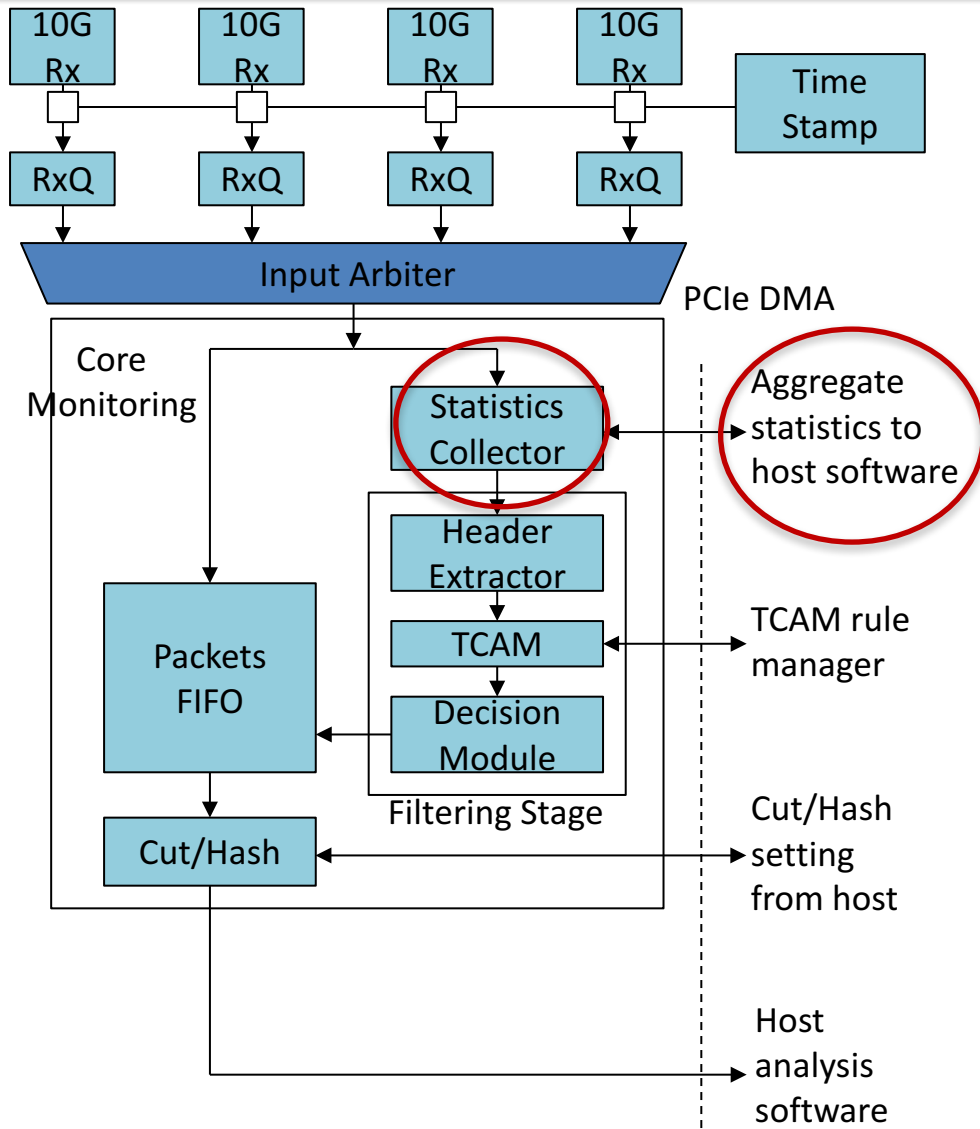 10G
Rx
10G
Rx
10G
Rx
10G
Rx
Time
Stamp
RxQ
RxQ
RxQ
RxQ
Input Arbiter
PCIe DMA
Core
Monitoring
Statistics
Collector
Aggregate
statistics to
host software
Header
Extractor
TCAM
TCAM rule
manager
Packets
FIFO
Decision
Module
Filtering Stage
Cut/Hash
Cut/Hash
setting
from host
Host
analysis
software